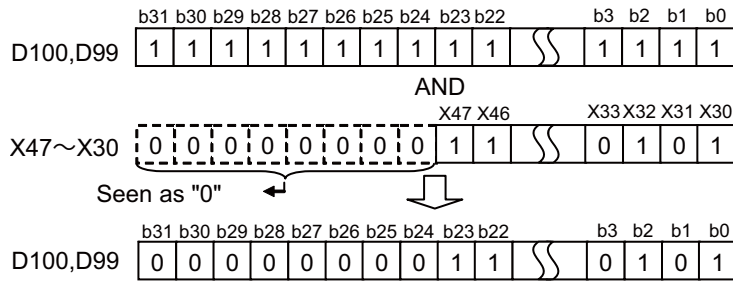 b31 b30 b29 b28 b27 b26 b25 b24 b23 b22 b3 b2 b1 b0
D100,D99 1 1 1 1 1 1 1 1 1 1 1 1 1 1
AND
X47 X46 X33 X32 X31 X30
X47～X30 0 0 0 0 0 0 0 0 1 1 0 1 0 1
Seen as "0"
b31 b30 b29 b28 b27 b26 b25 b24 b23 b22 b3 b2 b1 b0
D100,D99 0 0 0 0 0 0 0 0 1 1 0 1 0 1